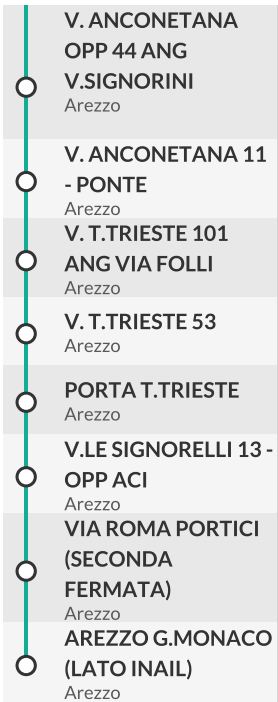 V. ANCONETANA
OPP 44 ANG
V.SIGNORINI
Arezzo
V. ANCONETANA 11
- PONTE
Arezzo
V. T.TRIESTE 101
ANG VIA FOLLI
Arezzo
V. T.TRIESTE 53
Arezzo
PORTA T.TRIESTE
Arezzo
V.LE SIGNORELLI 13 -
OPP ACI
Arezzo
VIA ROMA PORTICI
(SECONDA
FERMATA)
Arezzo
AREZZO G.MONACO
(LATO INAIL)
Arezzo